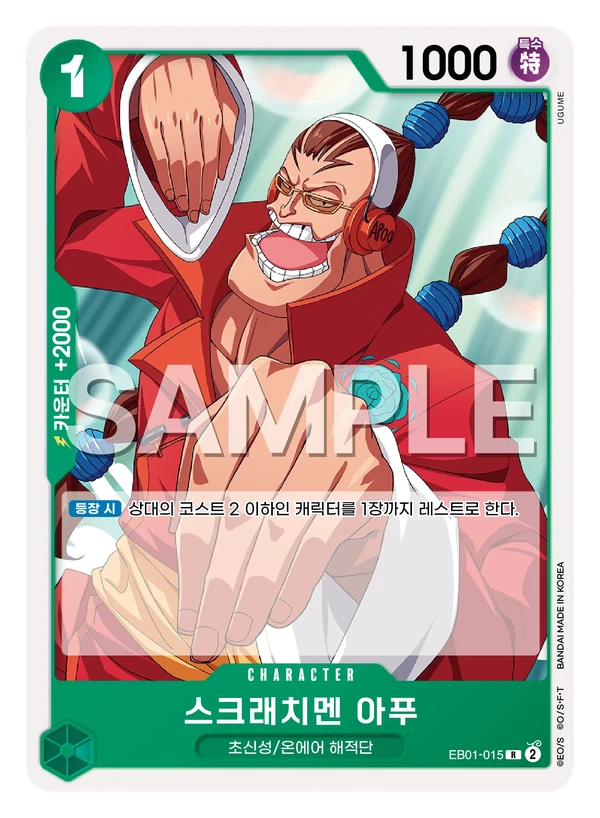 1
1000
특수
特
UGUME
APOO
카운터 +2000
SAMPLE
등장 시 상대의 코스트 2 이하인 캐릭터를 1장까지 레스트로 한다.
BANDAI MADE IN KOREA
©E.O/S ©O/S・F・T
CHARACTER
스크래치멘 아푸
초신성/온에어 해적단
EB01-015 R 2